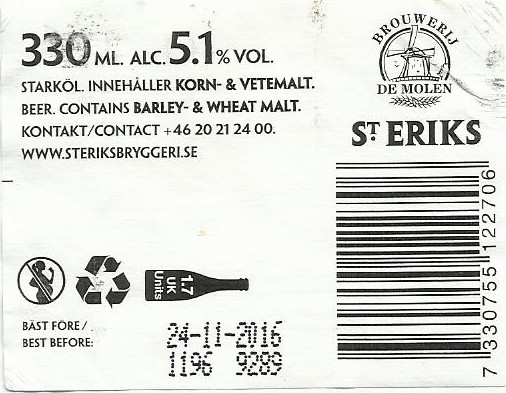 330 ML. ALC. 5.1% VOL.
STARKÖL. INNEHÅLLER KORN- & VETEMALT.
BEER. CONTAINS BARLEY- & WHEAT MALT.
KONTAKT/CONTACT +46 20 21 24 00.
WWW.STERIKSBRYGGERI.SE
BROUWERIJ
DE MOLEN
ST ERIKS
7 330755 122706
1.7
UK
Units
BÄST FÖRE/
BEST BEFORE:
24-11-2016
1196 9289